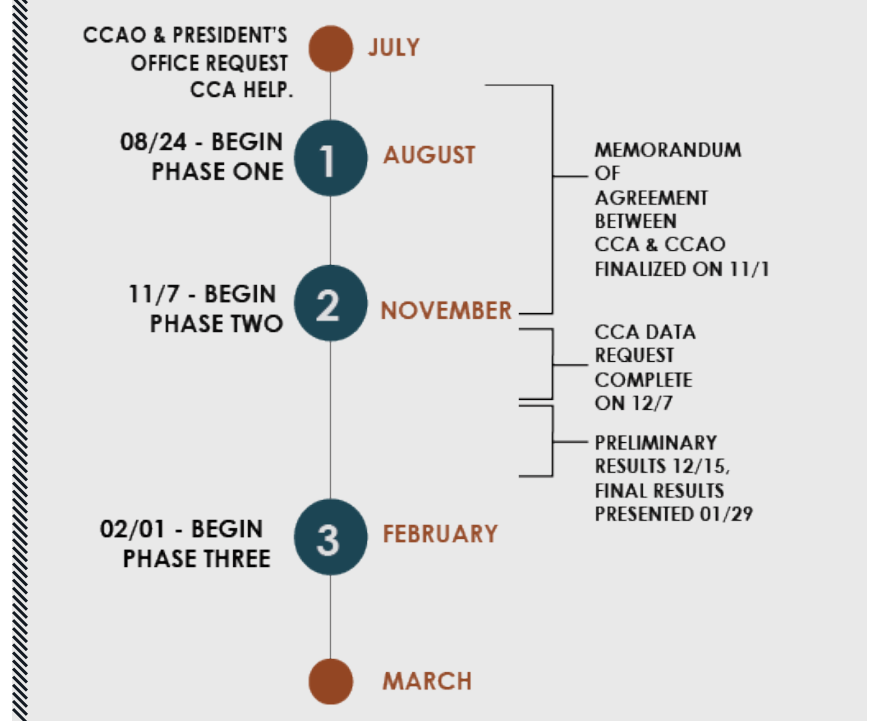 CCAO & PRESIDENT'S
OFFICE REQUEST
CCA HELP.
JULY
08/24 - BEGIN
PHASE ONE
1
AUGUST
MEMORANDUM
OF
AGREEMENT
BETWEEN
CCA & CCAO
FINALIZED ON 11/1
11/7 - BEGIN
PHASE TWO
2
NOVEMBER
CCA DATA
REQUEST
COMPLETE
ON 12/7
PRELIMINARY
RESULTS 12/15,
FINAL RESULTS
PRESENTED 01/29
02/01 - BEGIN
PHASE THREE
3
FEBRUARY
MARCH